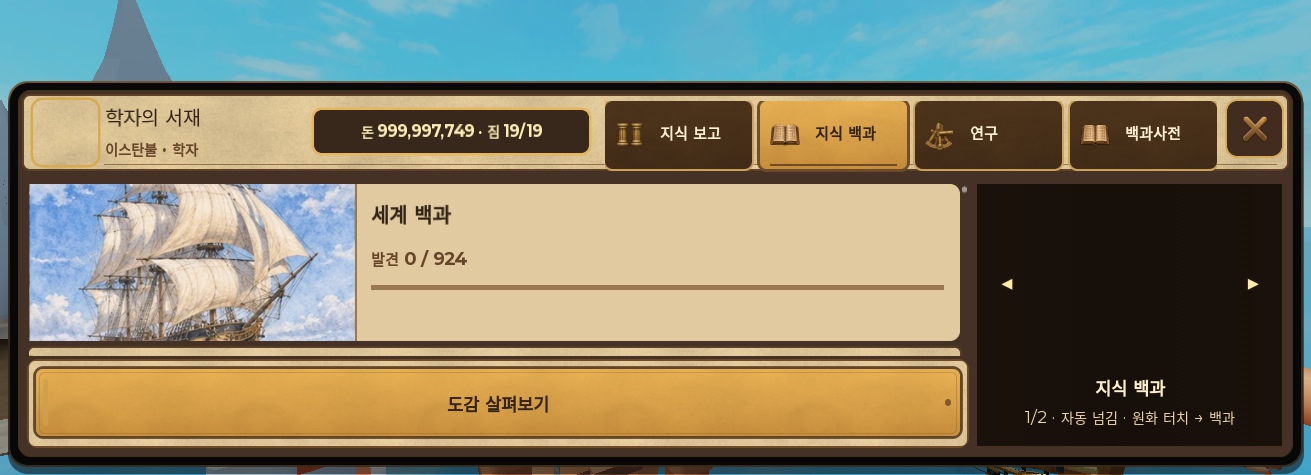 학자의 서재
이스탄불 • 학자
돈 999,997,749 · 짐 19/19
지식 보고
지식 백과
연구
백과사전
세계 백과
발견 0 / 924
도감 살펴보기
지식 백과
1/2 · 자동 넘김 · 원화 터치 → 백과